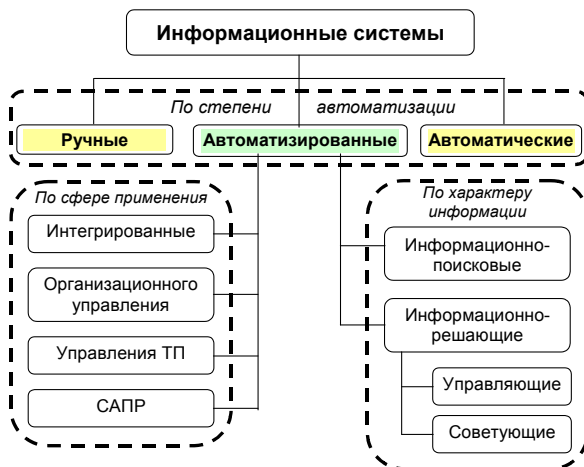 Информационные системы
По степени автоматизации
Ручные
Автоматизированные
Автоматические
По сфере применения
Интегрированные
Организационного
управления
Управления ТП
САПР
По характеру
информации
Информационно-
поисковые
Информационно-
решающие
Управляющие
Советующие